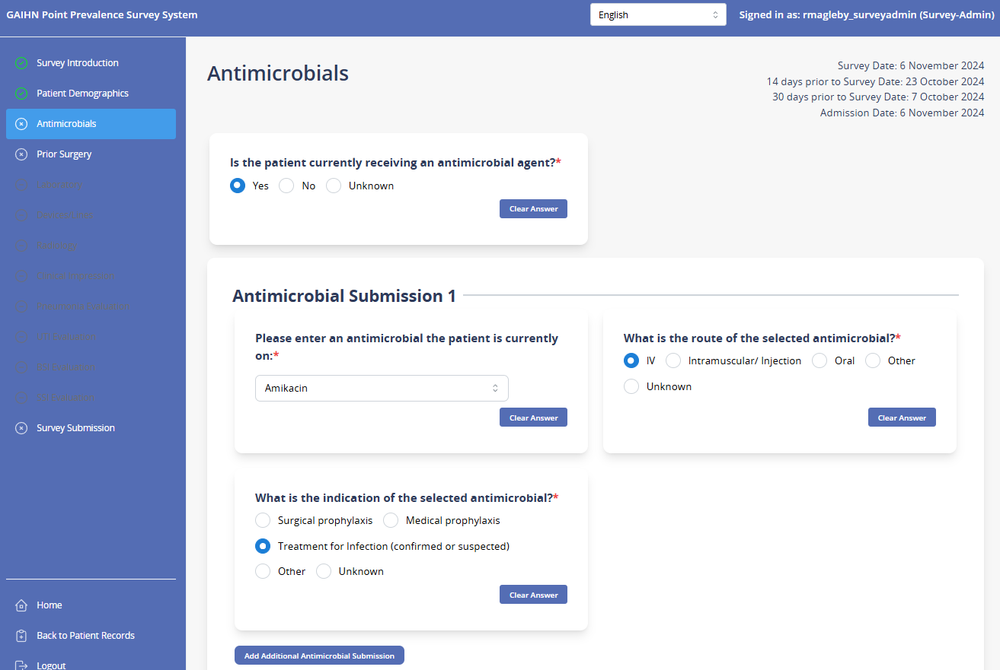 GAIHN Point Prevalence Survey System
English
Signed in as: rmagleby_surveyadmin (Survey-Admin)
Survey Introduction
Patient Demographics
Antimicrobials
Prior Surgery
Laboratory
Radiology
Treatment Evaluation
UTI Evaluation
BSI Evaluation
SSI Evaluation
Survey Submission
Home
Back to Patient Records
Logout
Antimicrobials
Survey Date: 6 November 2024
14 days prior to Survey Date: 23 October 2024
30 days prior to Survey Date: 7 October 2024
Admission Date: 6 November 2024
Is the patient currently receiving an antimicrobial agent?*
Yes No Unknown
Clear Answer
Antimicrobial Submission 1
Please enter an antimicrobial the patient is currently
on:*
Amikacin
Clear Answer
What is the route of the selected antimicrobial?*
IV Intramuscular/ Injection Oral Other
Unknown
Clear Answer
What is the indication of the selected antimicrobial?*
Surgical prophylaxis Medical prophylaxis
Treatment for Infection (confirmed or suspected)
Other Unknown
Clear Answer
Add Additional Antimicrobial Submission